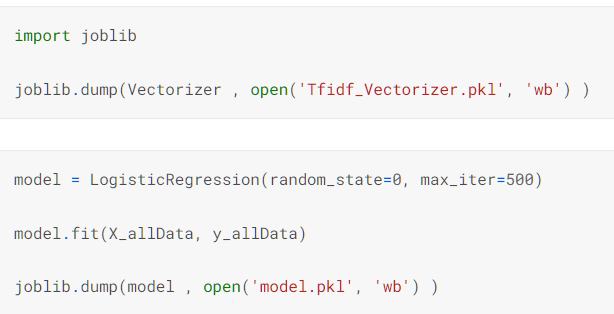 import joblib
joblib.dump(Vectorizer , open('Tfidf_Vectorizer.pkl', 'wb') )
model = LogisticRegression(random_state=0, max_iter=500)
model.fit(X_allData, y_allData)
joblib.dump(model , open('model.pkl', 'wb') )